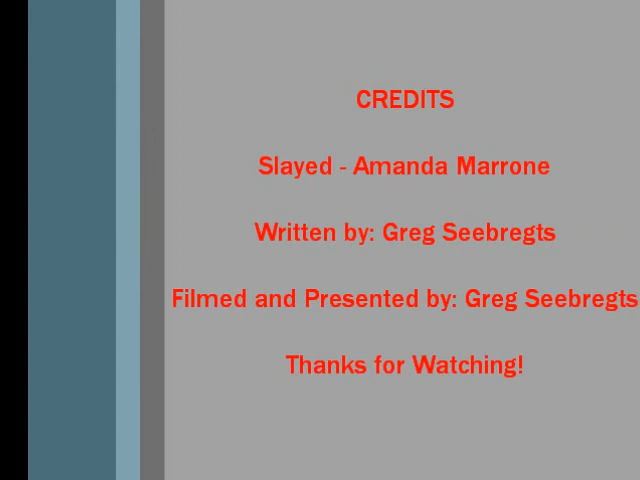 CREDITS
Slayed - Amanda Marrone
Written by: Greg Seebregts
Filmed and Presented by: Greg Seebregts
Thanks for Watching!